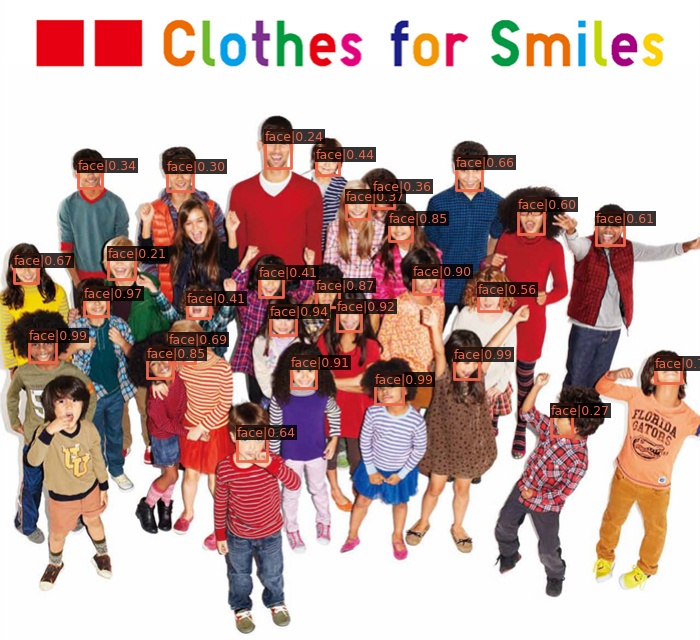 Clothes for Smiles
face|0.24
face|0.44
face|0.34
face|0.30
face|0.66
face|0.36
face|0.37
face|0.60
face|0.85
face|0.61
face|0.67
face|0.21
face|0.41
face|0.90
face|0.87
face|0.97
face|0.41
face|0.56
face|0.94
face|0.92
face|0.99
face|0.69
face|0.85
face|0.91
face|0.99
face|0.99
face|0.27
face|0.64
FLORIDA
GATORS